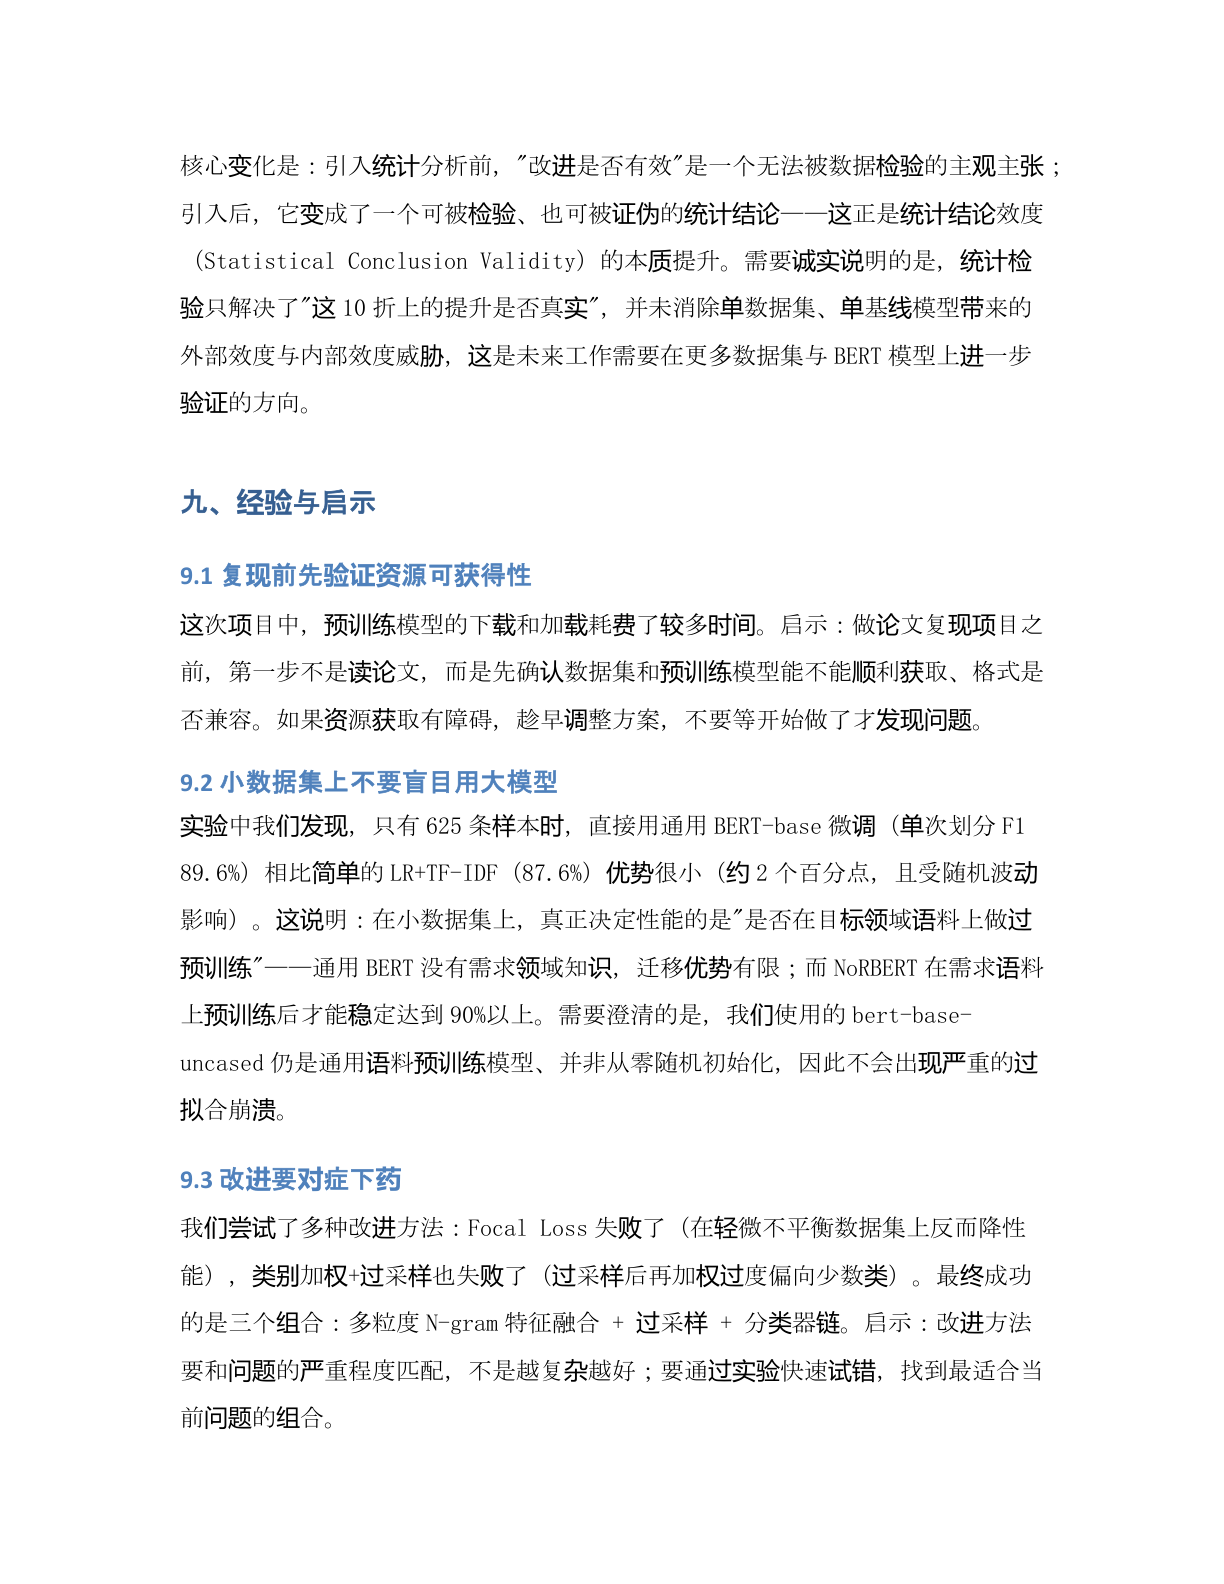 核心变化是：引入统计分析前，"改进是否有效"是一个无法被数据检验的主观主张；
引入后，它变成了一个可被检验、也可被证伪的统计结论——这正是统计结论效度
（Statistical Conclusion Validity）的本质提升。需要诚实说明的是，统计检
验只解决了"这 10 折上的提升是否真实"，并未消除单数据集、单基线模型带来的
外部效度与内部效度威胁，这是未来工作需要在更多数据集与 BERT 模型上进一步
验证的方向。
九、经验与启示
9.1 复现前先验证资源可获得性
这次项目中，预训练模型的下载和加载耗费了较多时间。启示：做论文复现项目之
前，第一步不是读论文，而是先确认数据集和预训练模型能不能顺利获取、格式是
否兼容。如果资源获取有障碍，趁早调整方案，不要等开始做了才发现问题。
9.2 小数据集上不要盲目用大模型
实验中我们发现，只有 625 条样本时，直接用通用 BERT-base 微调（单次划分 F1
89.6%）相比简单的 LR+TF-IDF（87.6%）优势很小（约 2 个百分点，且受随机波动
影响）。这说明：在小数据集上，真正决定性能的是"是否在目标领域语料上做过
预训练"——通用 BERT 没有需求领域知识，迁移优势有限；而 NoRBERT 在需求语料
上预训练后才能稳定达到 90%以上。需要澄清的是，我们使用的 bert-base-
uncased 仍是通用语料预训练模型、并非从零随机初始化，因此不会出现严重的过
拟合崩溃。
9.3 改进要对症下药
我们尝试了多种改进方法：Focal Loss 失败了（在轻微不平衡数据集上反而降性
能），类别加权+过采样也失败了（过采样后再加权过度偏向少数类）。最终成功
的是三个组合：多粒度 N-gram 特征融合 + 过采样 + 分类器链。启示：改进方法
要和问题的严重程度匹配，不是越复杂越好；要通过实验快速试错，找到最适合当
前问题的组合。